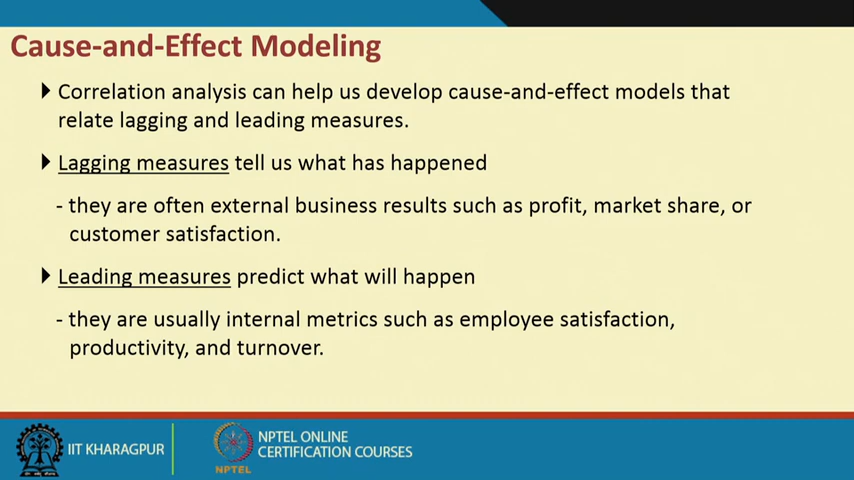 Cause-and-Effect Modeling
Correlation analysis can help us develop cause-and-effect models that
relate lagging and leading measures.
Lagging measures tell us what has happened
- they are often external business results such as profit, market share, or
customer satisfaction.
Leading measures predict what will happen
- they are usually internal metrics such as employee satisfaction,
productivity, and turnover.
IIT KHARAGPUR
NPTEL
NPTEL ONLINE
CERTIFICATION COURSES